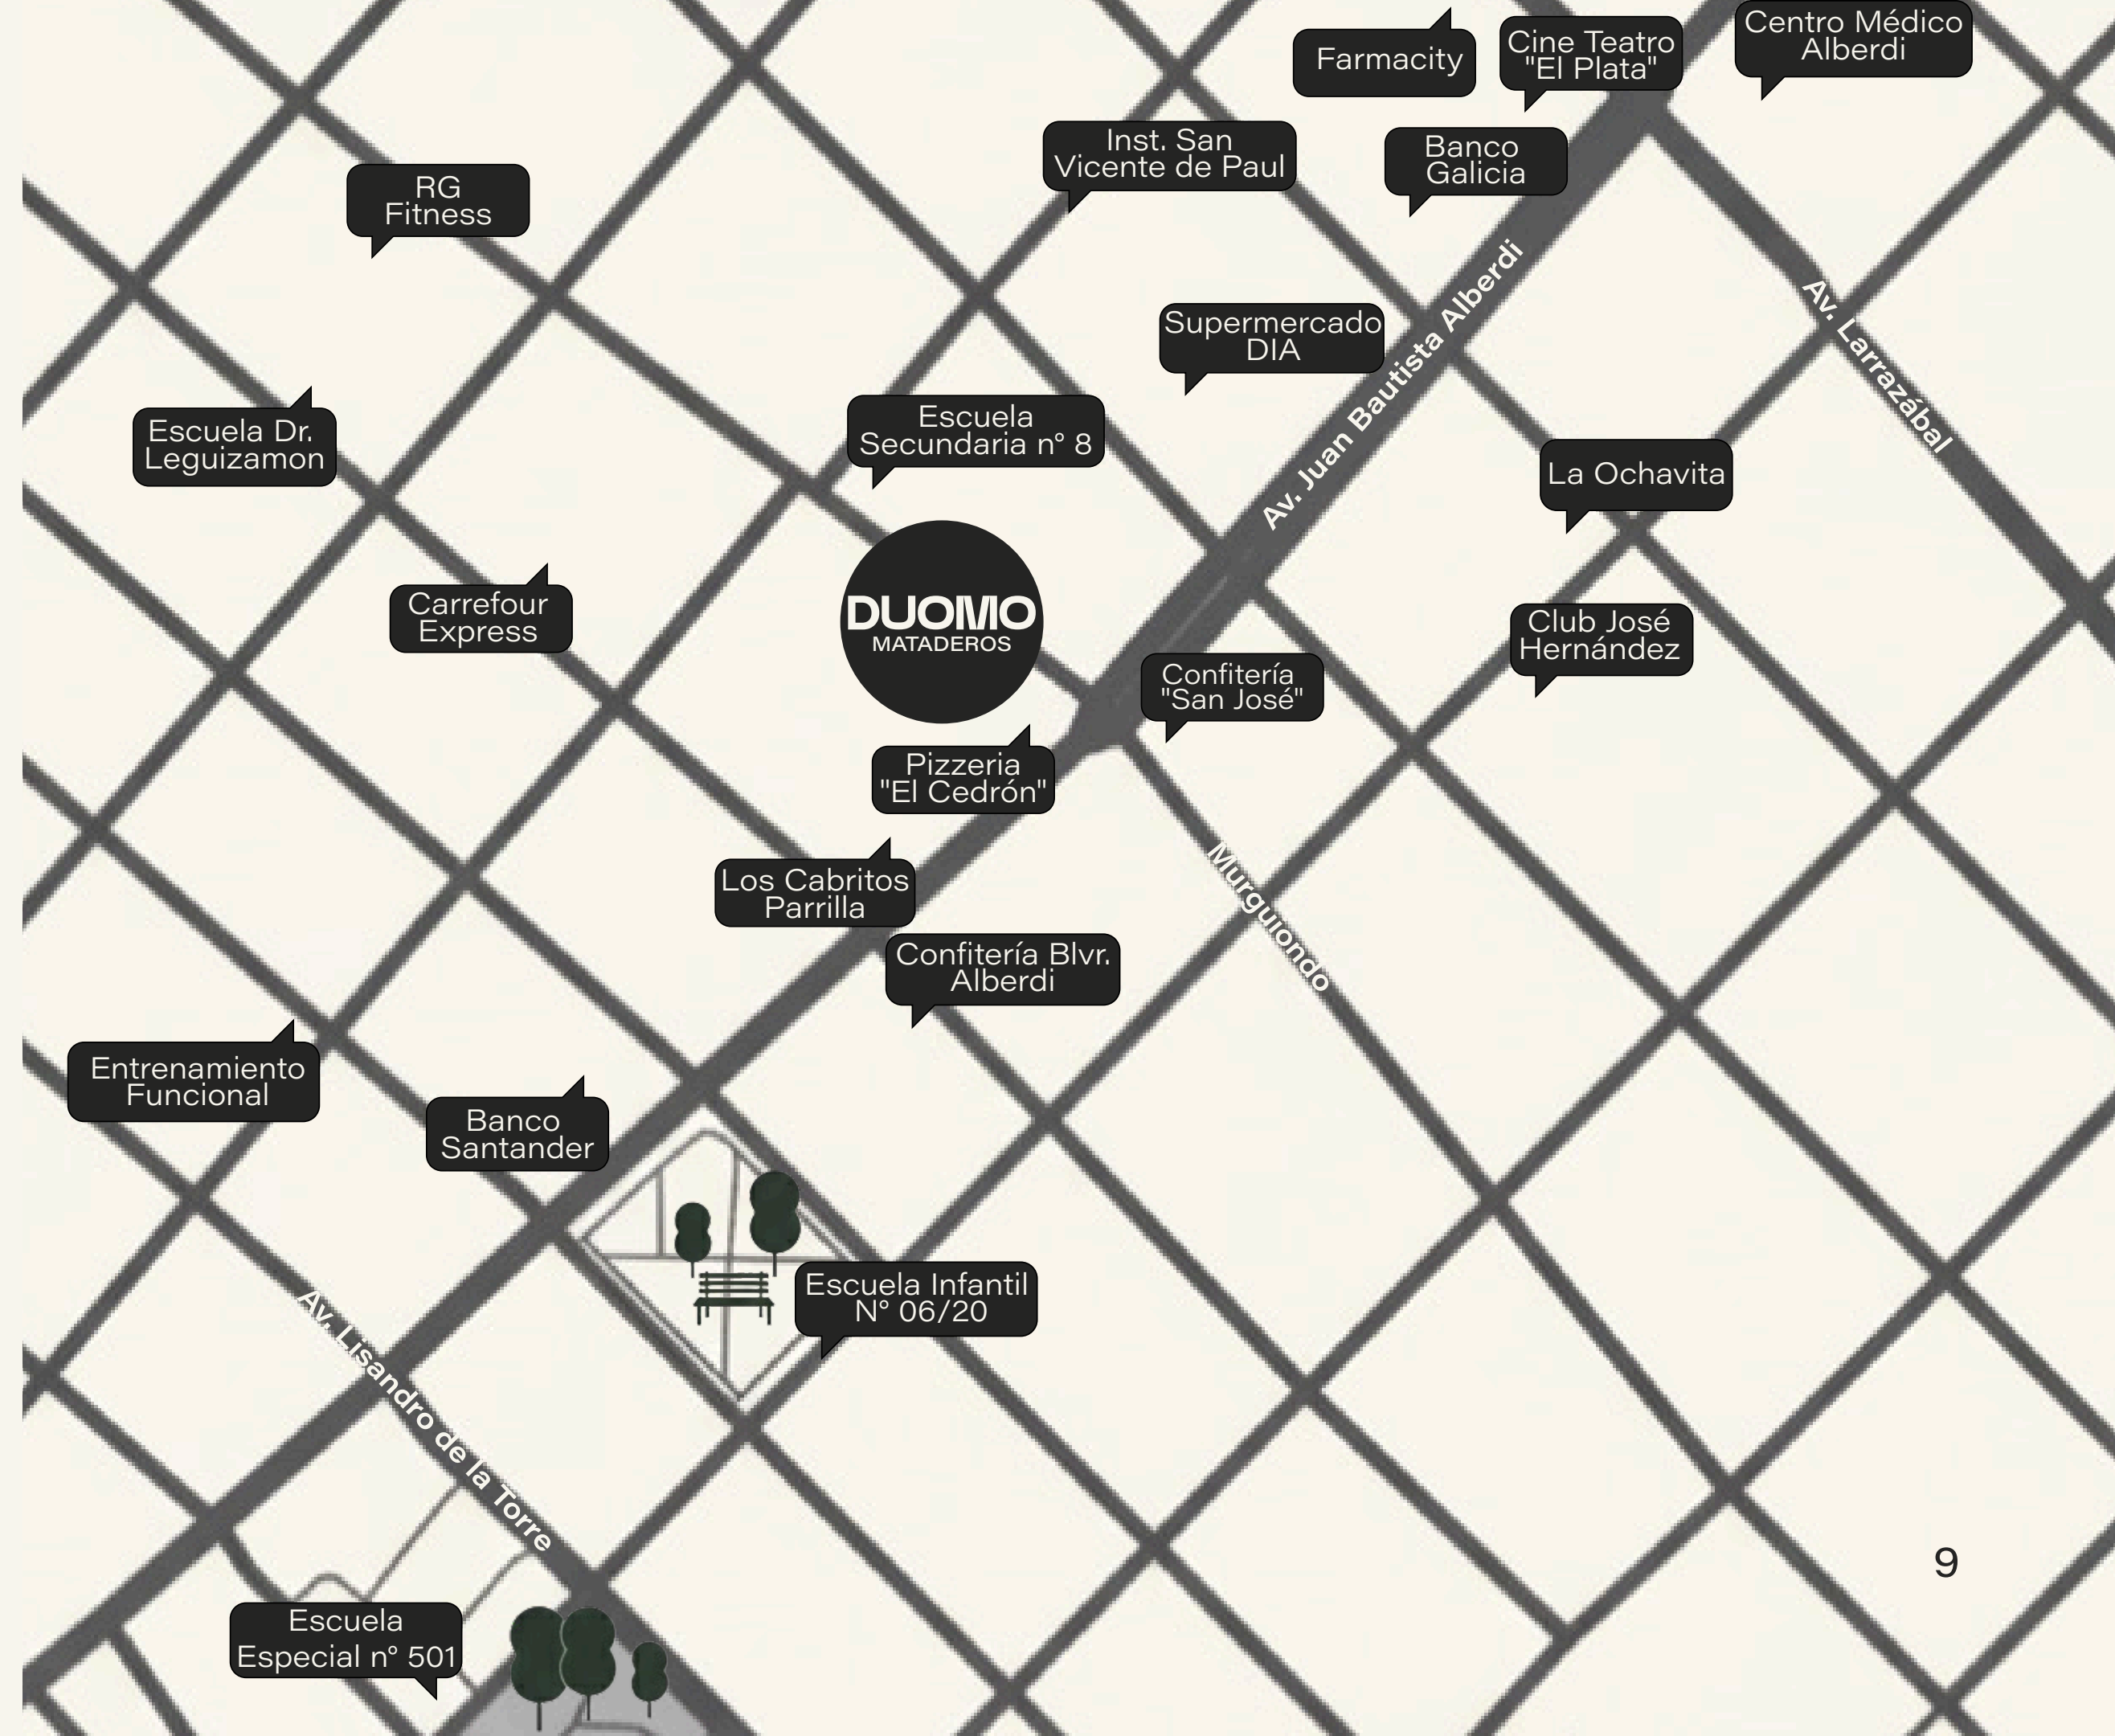 Centro Médico
Alberdi
Cine Teatro
"El Plata"
Farmacity
Inst. San
Vicente de Paul
Banco
Galicia
RG
Fitness
Av. Juan Bautista Alberdi
Av. Larrazábal
Supermercado
DIA
Escuela Dr.
Leguizamon
Escuela
Secundaria n° 8
La Ochavita
Carrefour
Express
DUOMO
MATADEROS
Club José
Hernández
Confitería
"San José"
Pizzeria
"El Cedrón"
Los Cabritos
Parrilla
Murguiondo
Confitería Blvr.
Alberdi
Entrenamiento
Funcional
Banco
Santander
Escuela Infantil
N° 06/20
Av. Lisandro de la Torre
9
Escuela
Especial n° 501